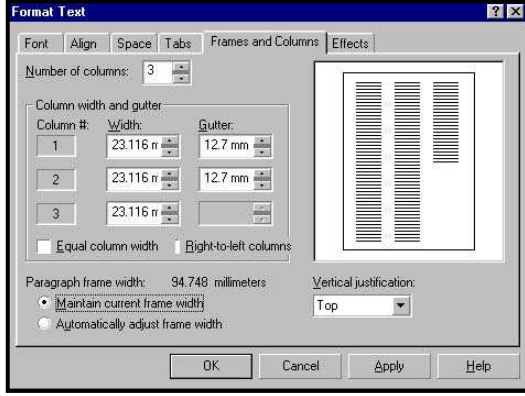 Format Text
Font Align Space Tabs Frames and Columns Effects
Number of columns: 3
Column width and gutter
Column #: Width: Gutter:
1 23.116 m 12.7 mm
2 23.116 m 12.7 mm
3 23.116 m
Equal column width Right-to-left columns
Paragraph frame width: 94.748 millimeters
Maintain current frame width
Automatically adjust frame width
Vertical justification:
Top
OK Cancel Apply Help